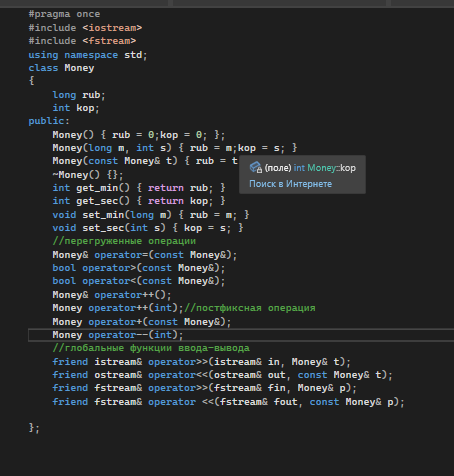 #pragma once
#include <iostream>
#include <fstream>
using namespace std;
class Money
{
long rub;
int kop;
public:
Money() { rub = 0;kop = 0; };
Money(long m, int s) { rub = m;kop = s; }
Money(const Money& t) { rub = t
(поле) int Money::kop
Поиск в Интернете
~Money() {};
int get_min() { return rub; }
int get_sec() { return kop; }
void set_min(long m) { rub = m; }
void set_sec(int s) { kop = s; }
//перегруженные операции
Money& operator=(const Money&);
bool operator>(const Money&);
bool operator<(const Money&);
Money& operator++();
Money operator++(int);//постфиксная операция
Money operator+(const Money&);
Money operator--(int);
//глобальные функции ввода-вывода
friend istream& operator>>(istream& in, Money& t);
friend ostream& operator<<(ostream& out, const Money& t);
friend fstream& operator>>(fstream& fin, Money& p);
friend fstream& operator <<(fstream& fout, const Money& p);
};